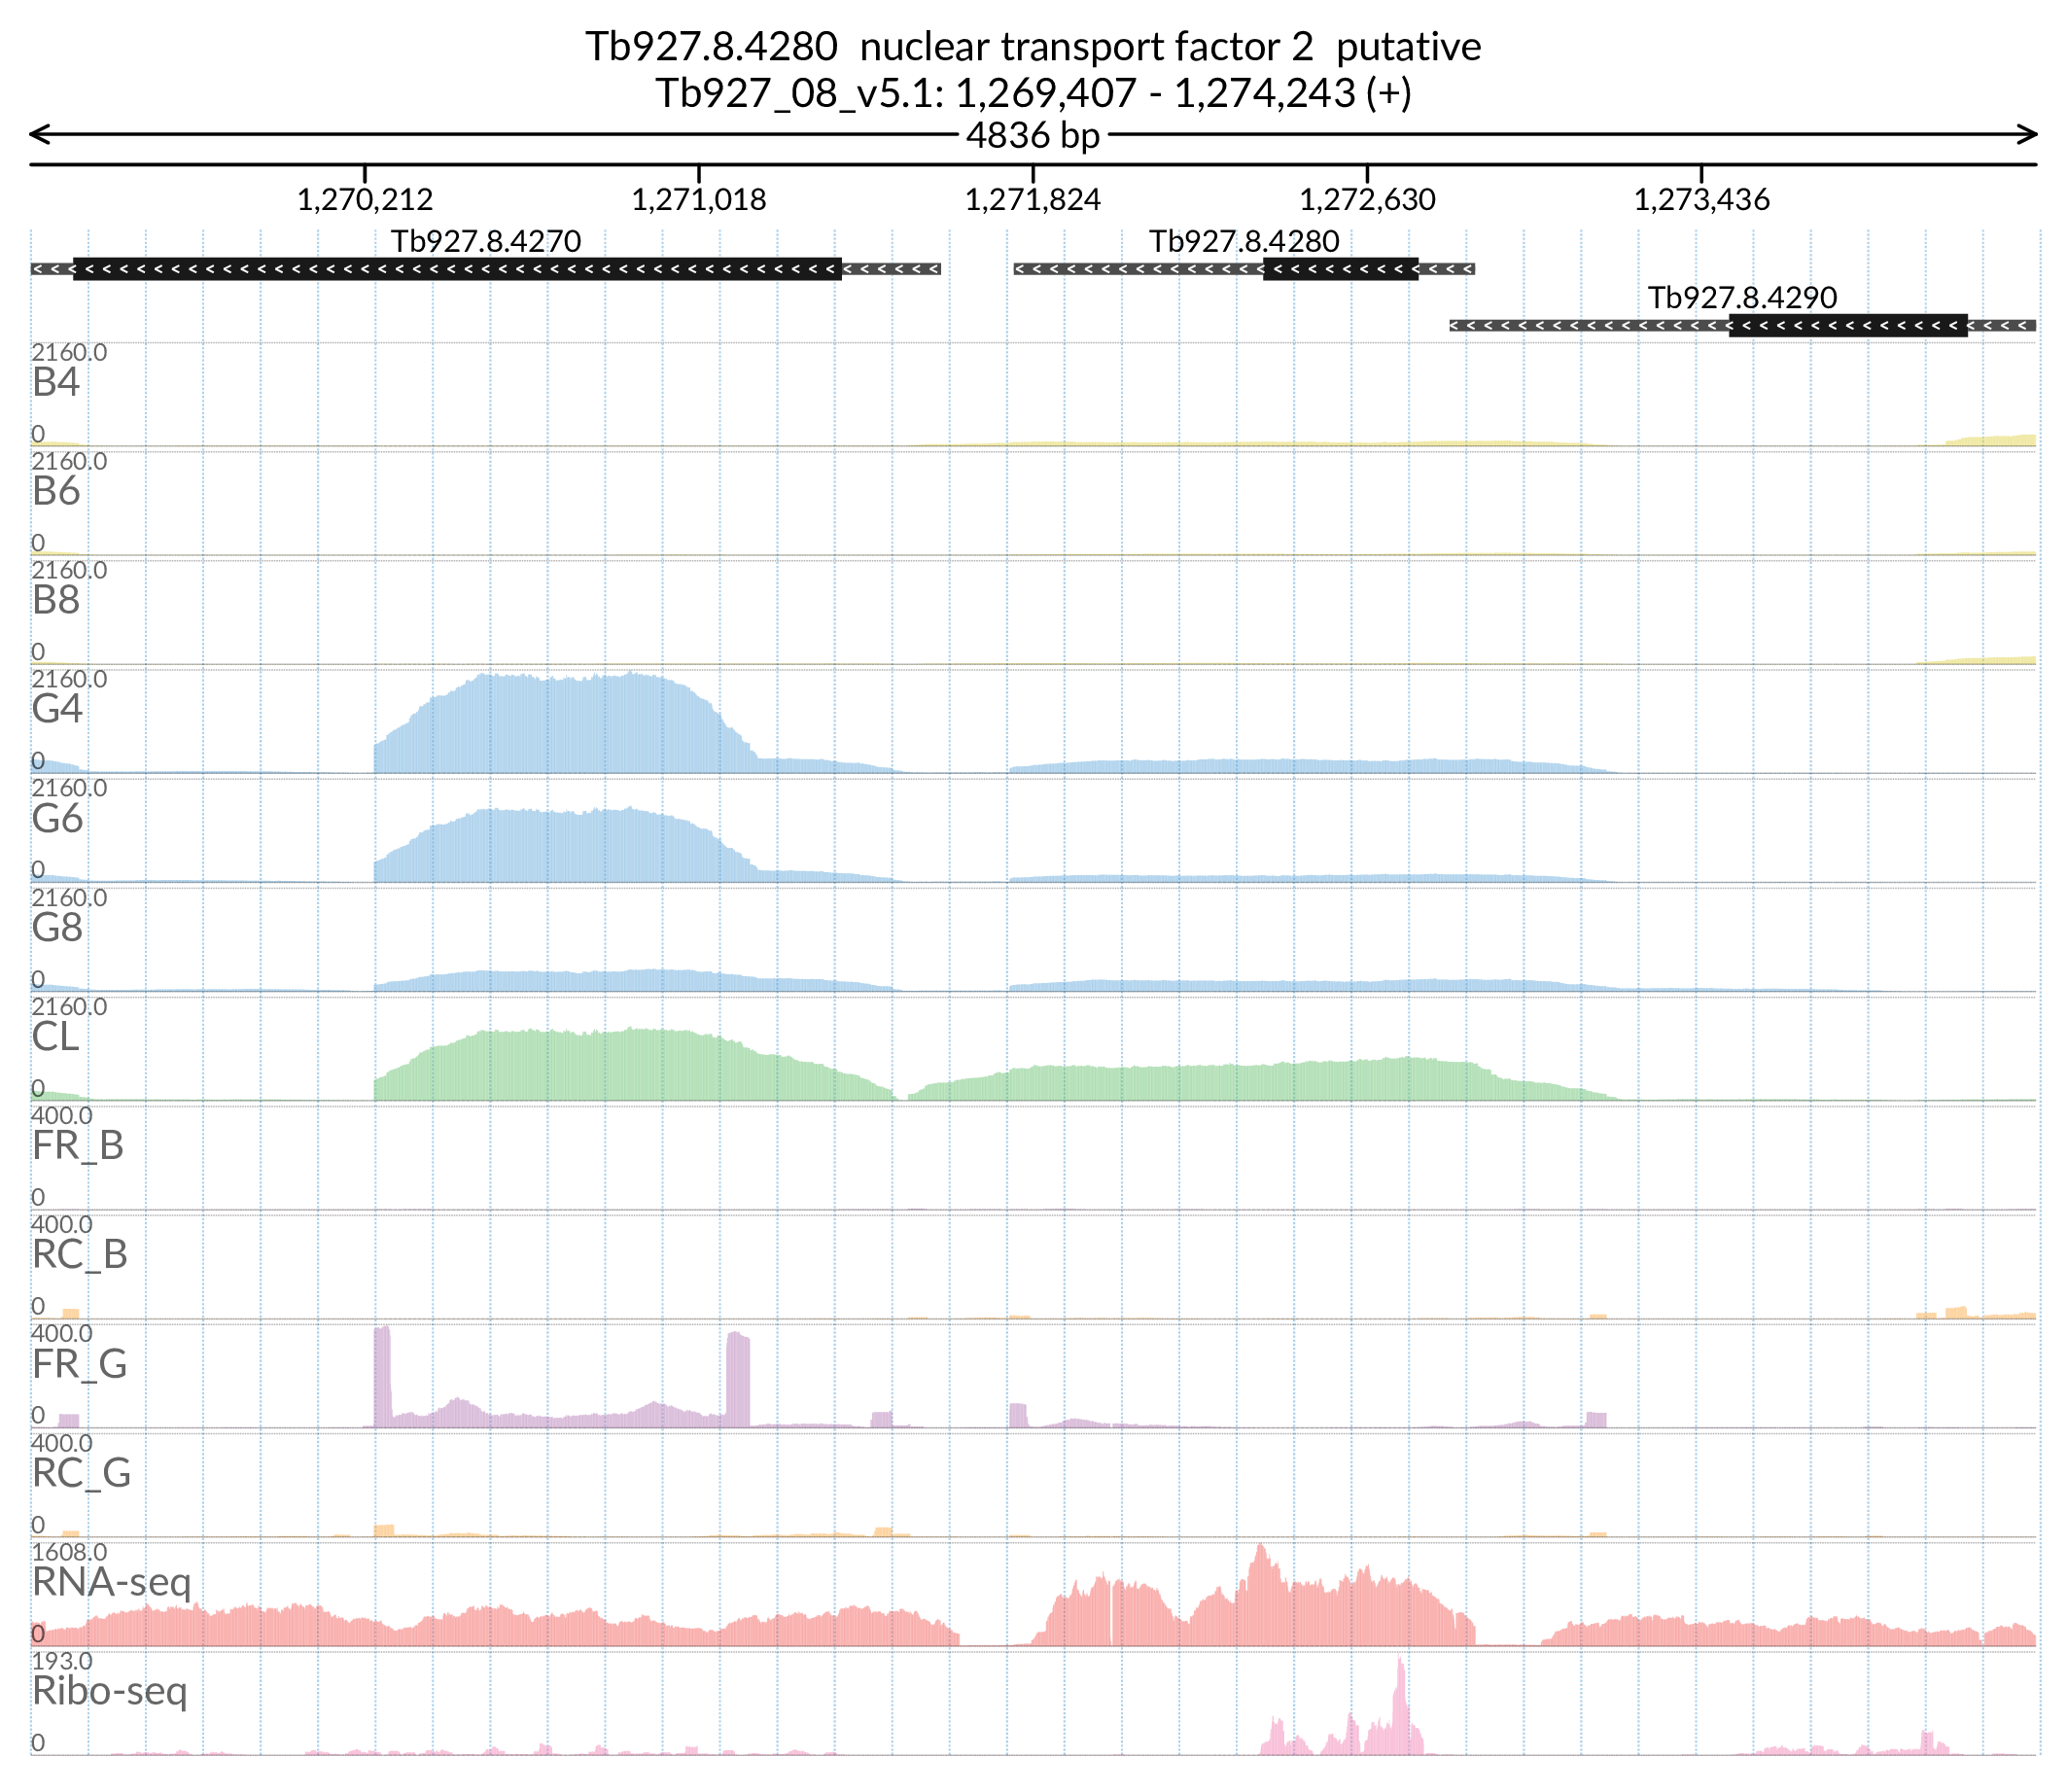 Tb927.8.4280 nuclear transport factor 2 putative
Tb927_08_v5.1: 1,269,407 - 1,274,243 (+)
4836 bp
1,270,212 1,271,018 1,271,824 1,272,630 1,273,436
Tb927.8.4270 Tb927.8.4280
Tb927.8.4290
2160.0
B4
0
2160.0
B6
0
2160.0
B8
0
2160.0
G4
0
2160.0
G6
0
2160.0
G8
0
2160.0
CL
0
400.0
FR_B
0
400.0
RC_B
0
400.0
FR_G
0
400.0
RC_G
0
1608.0
RNA-seq
0
193.0
Ribo-seq
0